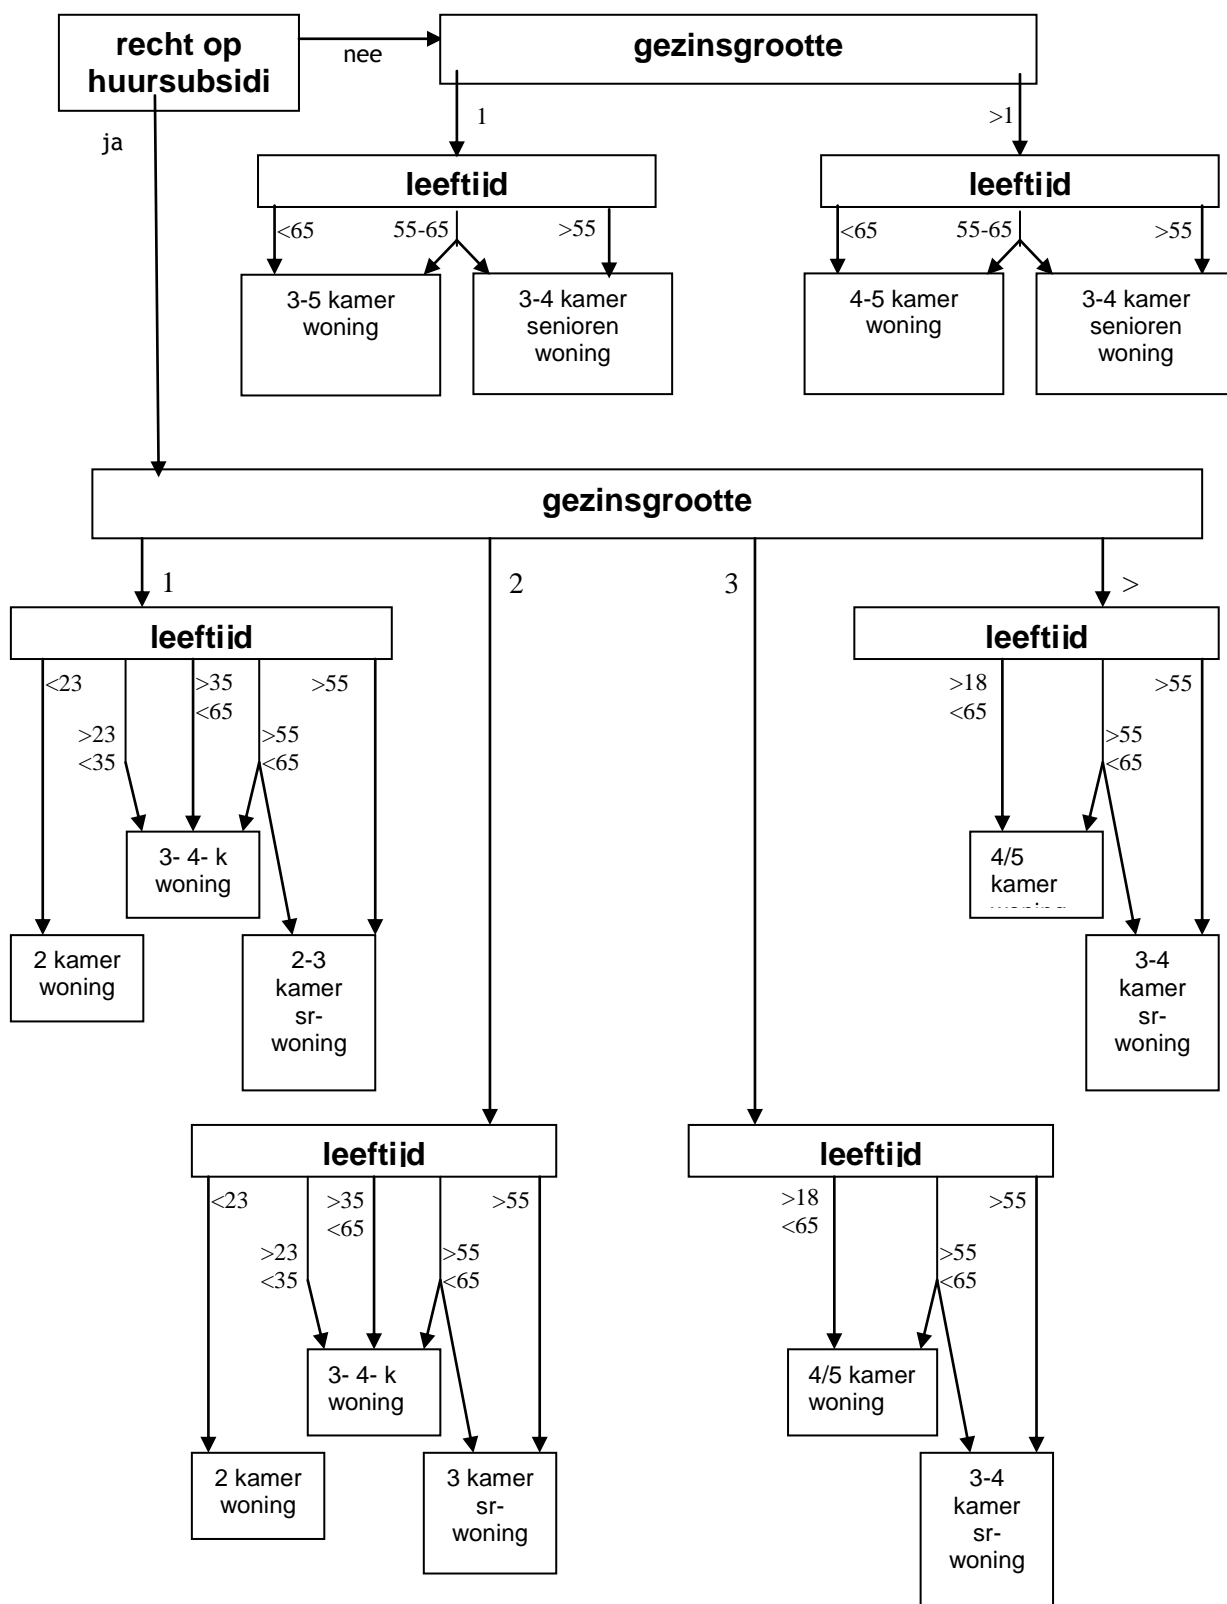 recht op
huursubsidi
nee
gezinsgrootte
ja
1
>1
leeftijd
leeftijd
<65
55-65
>55
<65
55-65
>55
3-5 kamer
woning
3-4 kamer
senioren
woning
4-5 kamer
woning
3-4 kamer
senioren
woning
gezinsgrootte
1
2
3
>
leeftijd
leeftijd
<23
>23
<35
>35
<65
>55
<65
>55
>18
<65
>55
<65
>55
3- 4- k
woning
4/5
kamer
2 kamer
woning
2-3
kamer
sr-
woning
3-4
kamer
sr-
woning
leeftijd
leeftijd
<23
>23
<35
>35
<65
>55
<65
>55
>18
<65
>55
<65
>55
3- 4- k
woning
4/5 kamer
woning
2 kamer
woning
3 kamer
sr-
woning
3-4
kamer
sr-
woning